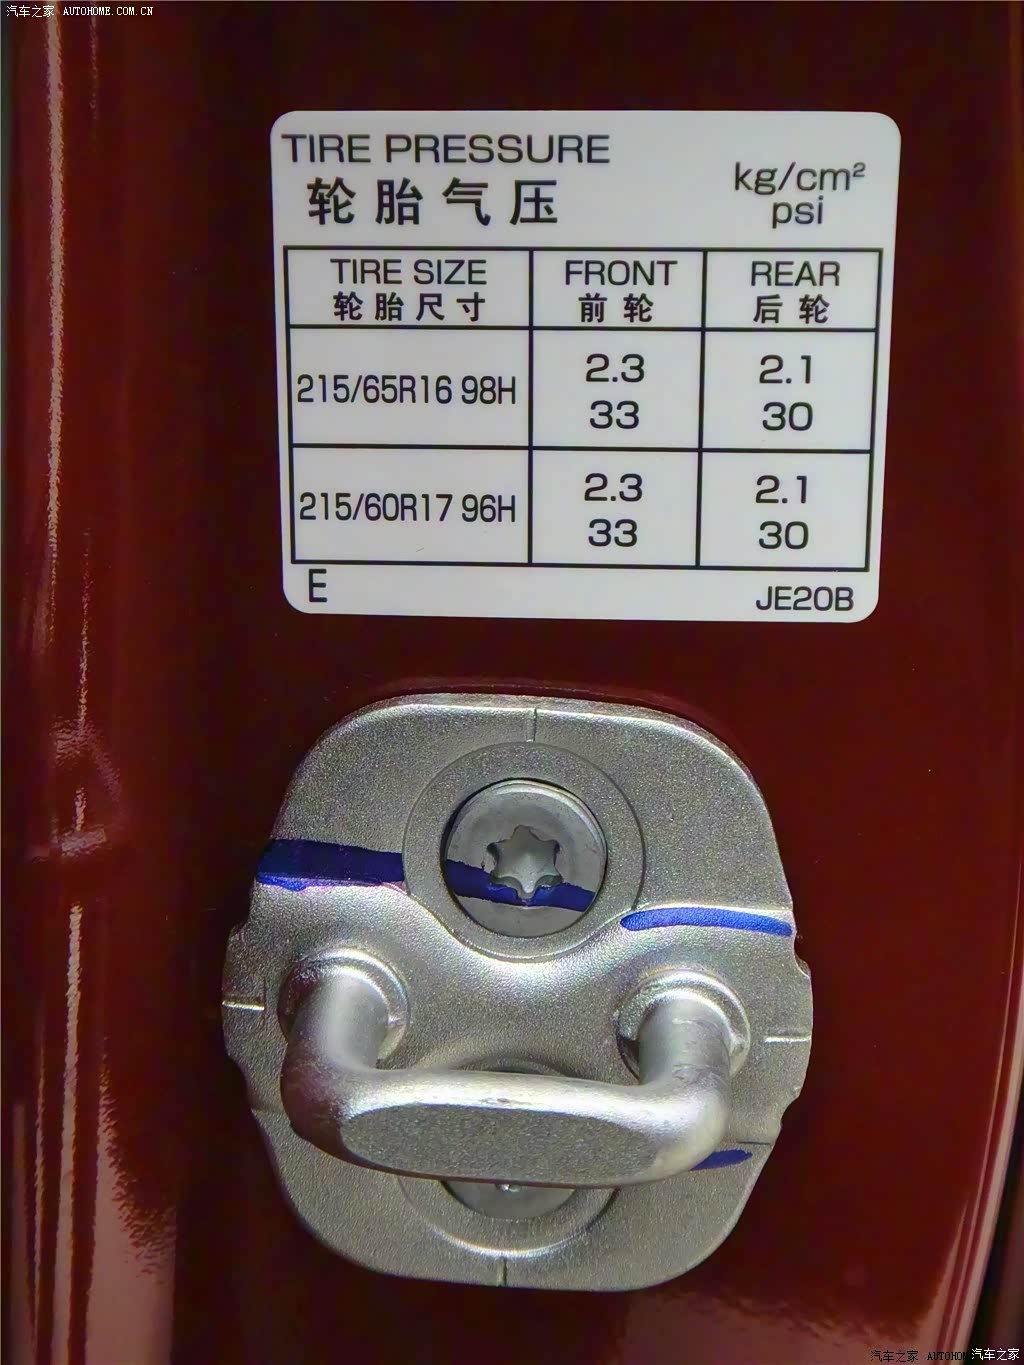 汽车之家 AUTOHOME.COM.CN
TIRE PRESSURE
轮胎气压
kg/cm²
psi
TIRE SIZE FRONT REAR
轮胎尺寸 前轮 后轮
215/65R16 98H 2.3 2.1
33 30
215/60R17 96H 2.3 2.1
33 30
E JE20B
汽车之家 AUTOHO
汽车之家